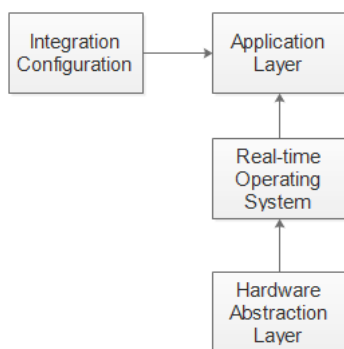 Integration
Configuration
Application
Layer
Real-time
Operating
System
Hardware
Abstraction
Layer